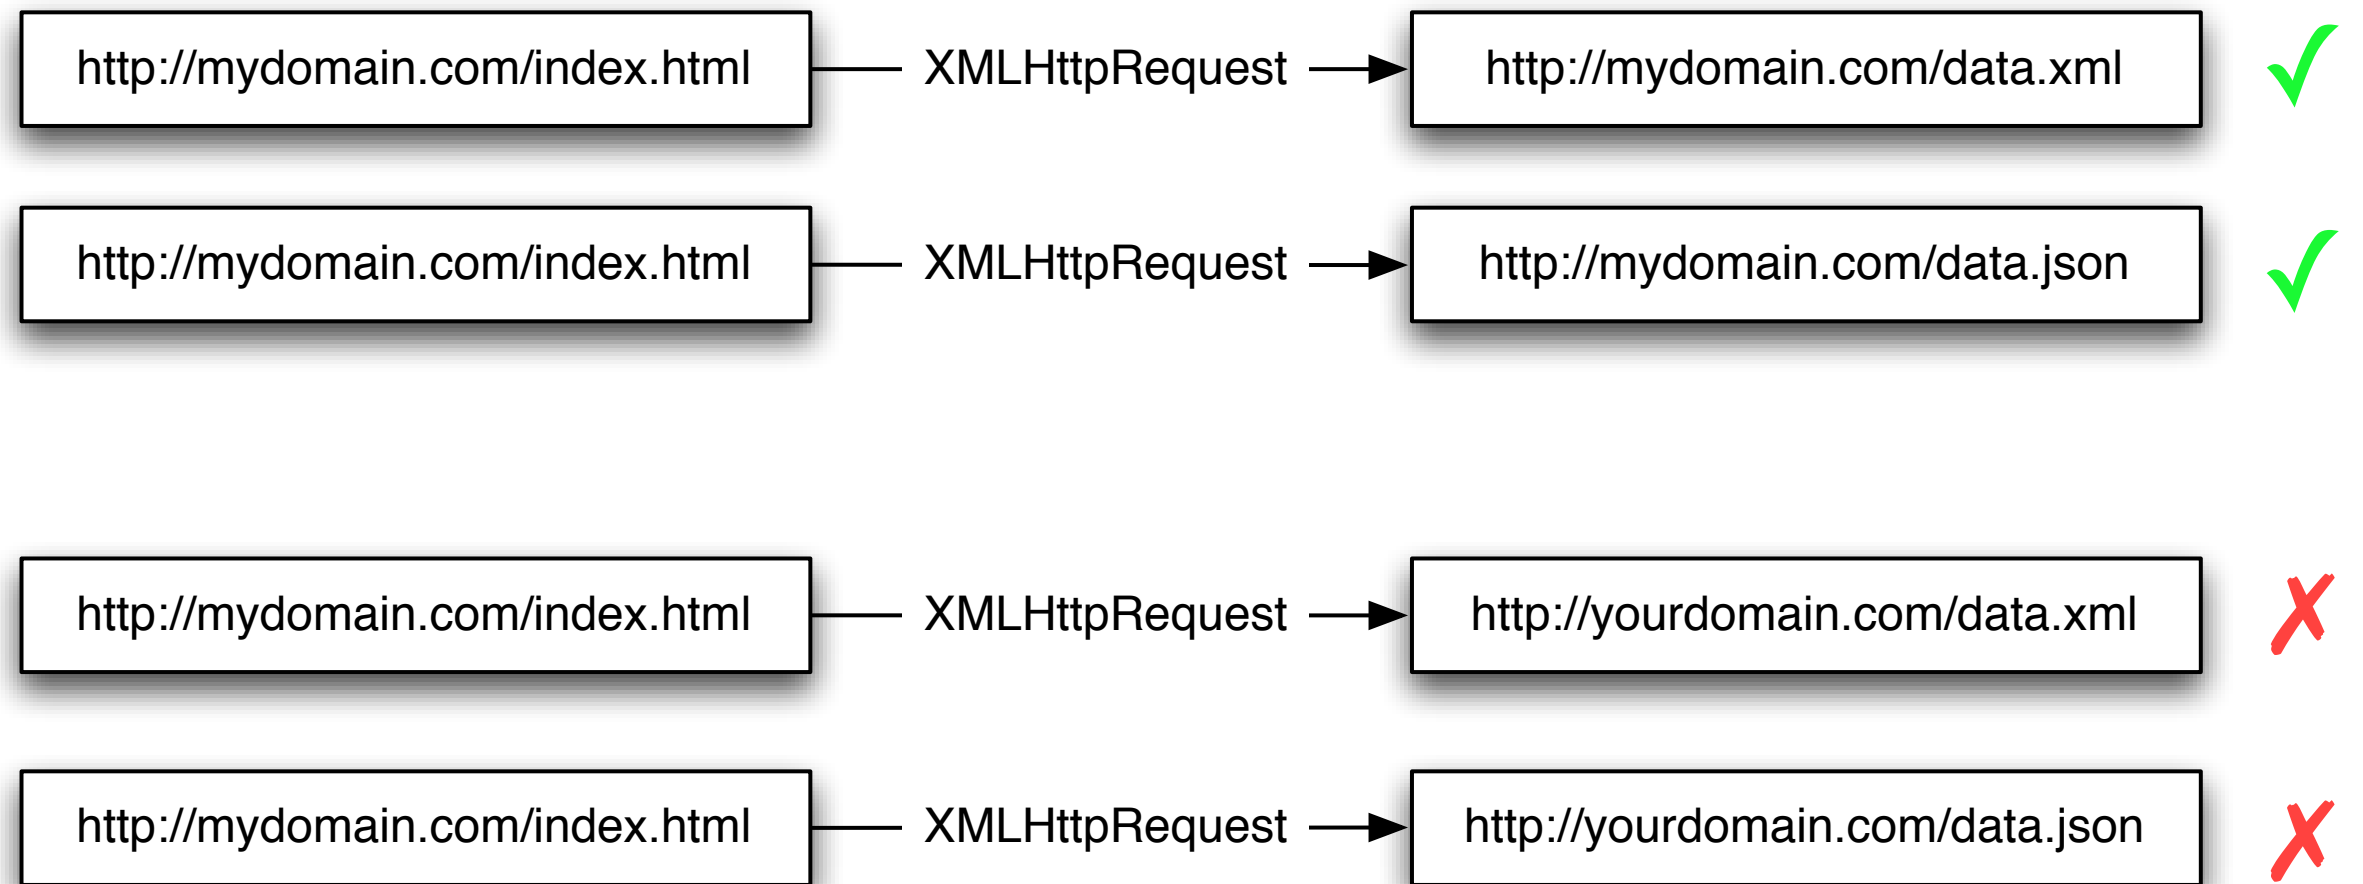 http://mydomain.com/index.html XMLHttpRequest http://mydomain.com/data.xml ✓
http://mydomain.com/index.html XMLHttpRequest http://mydomain.com/data.json ✓
http://mydomain.com/index.html XMLHttpRequest http://yourdomain.com/data.xml ✗
http://mydomain.com/index.html XMLHttpRequest http://yourdomain.com/data.json ✗